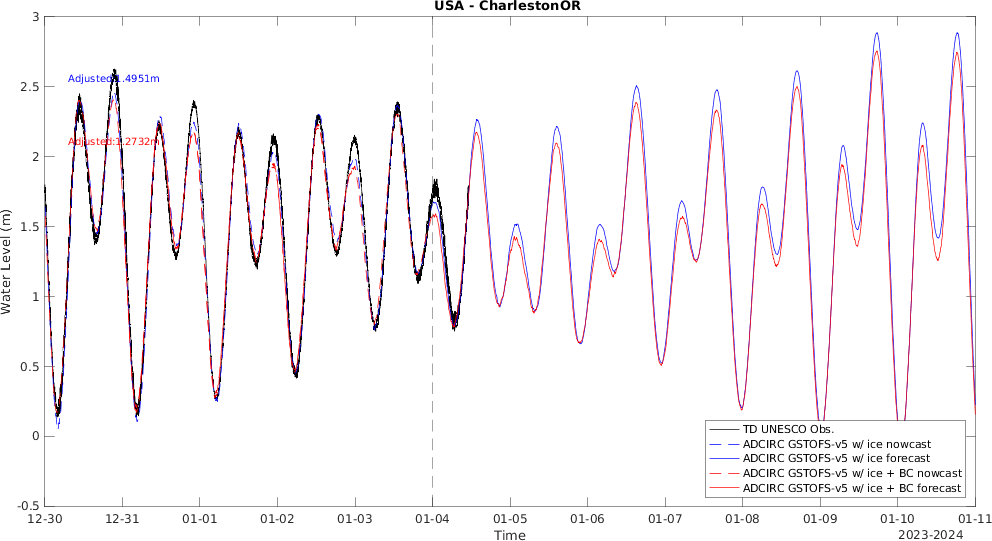 USA - CharlestonOR
3
2.5
2
1.5
1
0.5
0
-0.5
Water Level (m)
Adjusted:1.4951m
Adjusted:1.2732m
TD UNESCO Obs.
ADCIRC GSTOFS-v5 w/ ice nowcast
ADCIRC GSTOFS-v5 w/ ice forecast
ADCIRC GSTOFS-v5 w/ ice + BC nowcast
ADCIRC GSTOFS-v5 w/ ice + BC forecast
12-30 12-31 01-01 01-02 01-03 01-04 01-05 01-06 01-07 01-08 01-09 01-10 01-11
Time
2023-2024